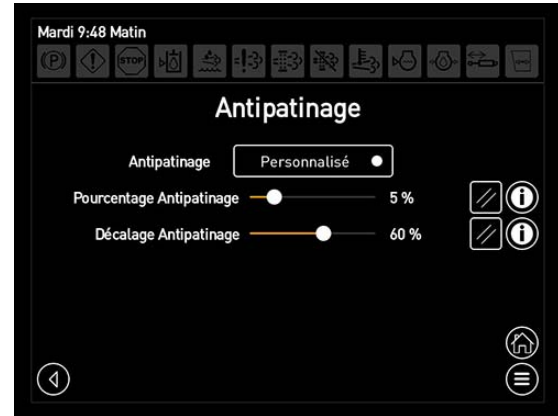 Mardi 9:48 Matin
STOP
Antipatinage
Antipatinage Personnalisé
Pourcentage Antipatinage 5 %
Décalage Antipatinage 60 %